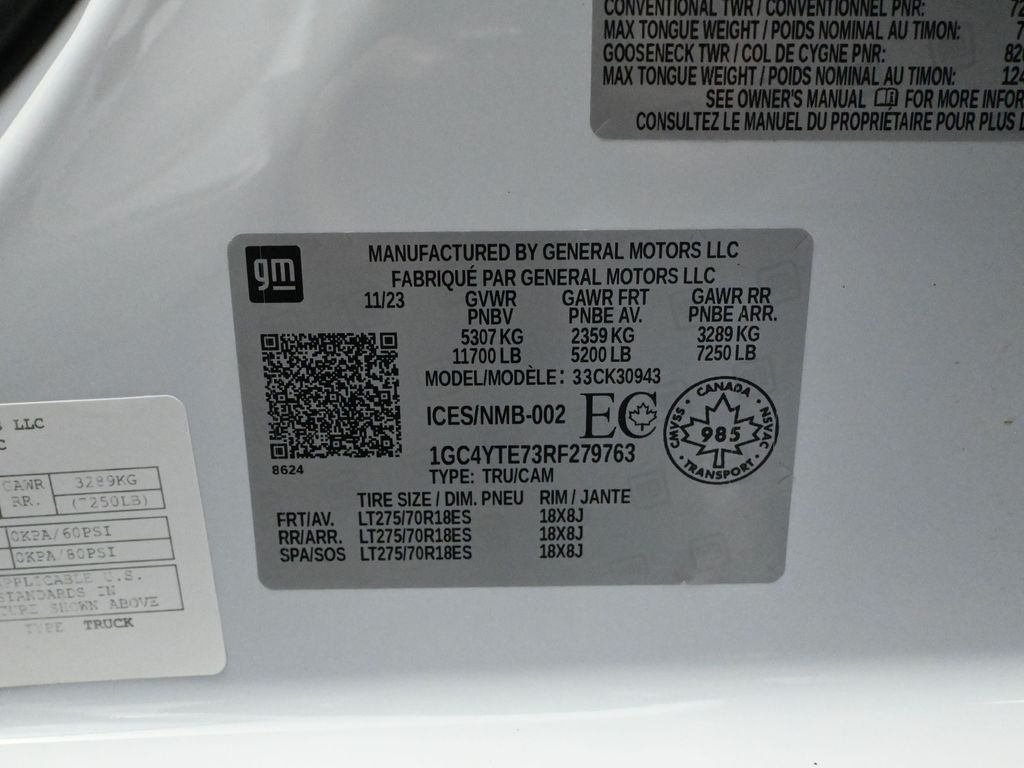 CONVENTIONAL TWR / CONVENTIONNEL PNR:
MAX TONGUE WEIGHT / POIDS NOMINAL AU TIMON:
GOOSENECK TWR / COL DE CYGNE PNR:
MAX TONGUE WEIGHT / POIDS NOMINAL AU TIMON:
SEE OWNER'S MANUAL FOR MORE
CONSULTEZ LE MANUEL DU PROPRIÉTAIRE POUR PLUS
gm
MANUFACTURED BY GENERAL MOTORS LLC
FABRIQUÉ PAR GENERAL MOTORS LLC
11/23 GVWR GAWR FRT GAWR RR
PNBV PNBE AV. PNBE ARR.
5307 KG 2359 KG 3289 KG
11700 LB 5200 LB 7250 LB
MODEL/MODÈLE: 33CK30943
ICES/NMB-002 EC
CANADA
CMVSS 985 NSVAC
TRANSPORT
1GC4YTE73RF279763
8624
TYPE: TRU/CAM
TIRE SIZE / DIM. PNEU RIM / JANTE
FRT/AV. LT275/70R18ES 18X8J
RR/ARR. LT275/70R18ES 18X8J
SPA/SOS LT275/70R18ES 18X8J
LLC
GAWR 3289KG
RR. (7250LB)
0KPA/60PSI
0KPA/80PSI
APPLICABLE U.S.
STANDARDS IN
SHOWN ABOVE
TYPE TRUCK